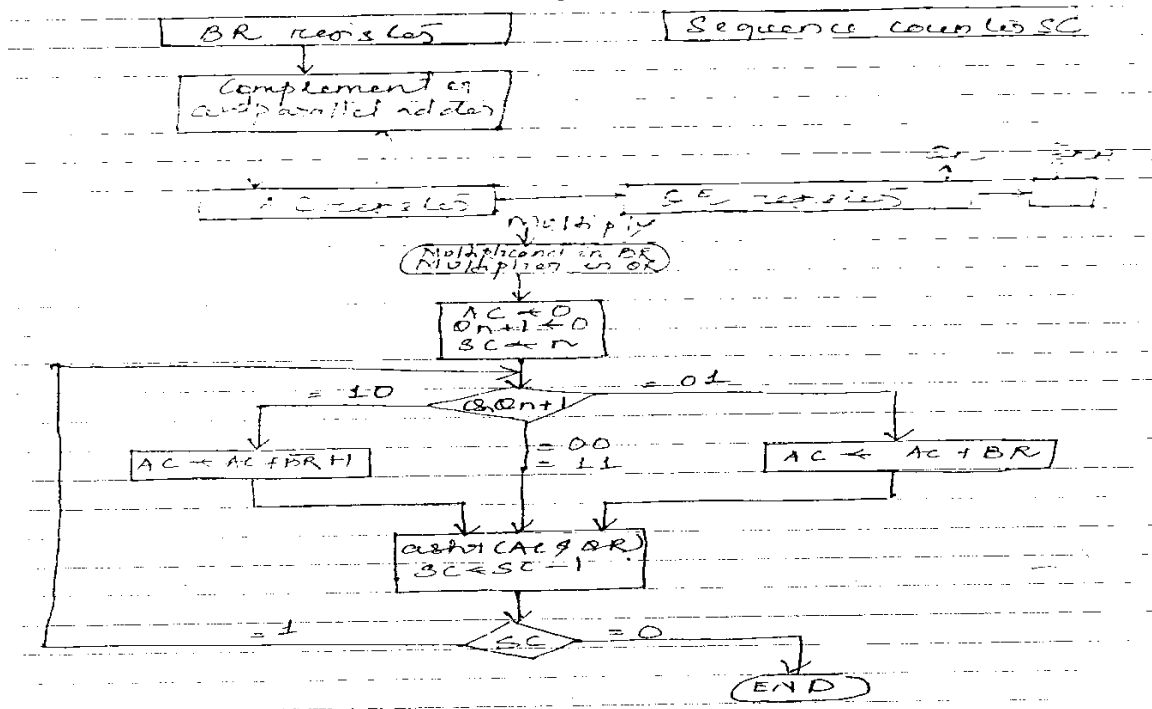 BR register
Sequence counter SC
Complement or
and parallel adder
AC register
QR register
Multiply
Multiplicand in BR
Multiplier in QR
AC ← 0
Qn+1 ← 0
SC ← n
= 10
= 01
QnQn+1
= 00
= 11
AC ← AC + BR + 1
AC ← AC + BR
ashr (AC & QR)
SC ← SC - 1
= 1
SC
= 0
END